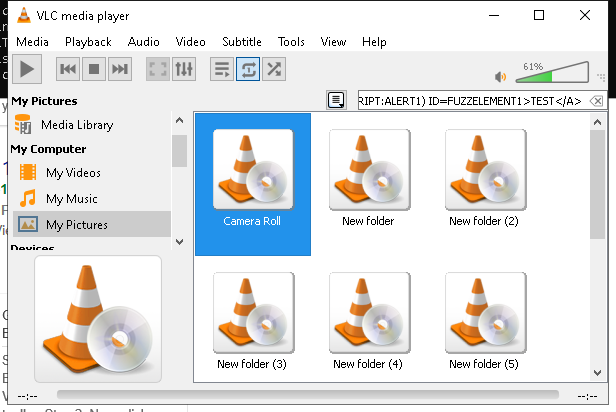 VLC media player
Media Playback Audio Video Subtitle Tools View Help
61%
My Pictures
RIPT:ALERT1) ID=FUZZELEMENT1>TEST</A>
Media Library
My Computer
My Videos
My Music
My Pictures
Devices
Camera Roll New folder New folder (2)
New folder (3) New folder (4) New folder (5)
--:-- --:--